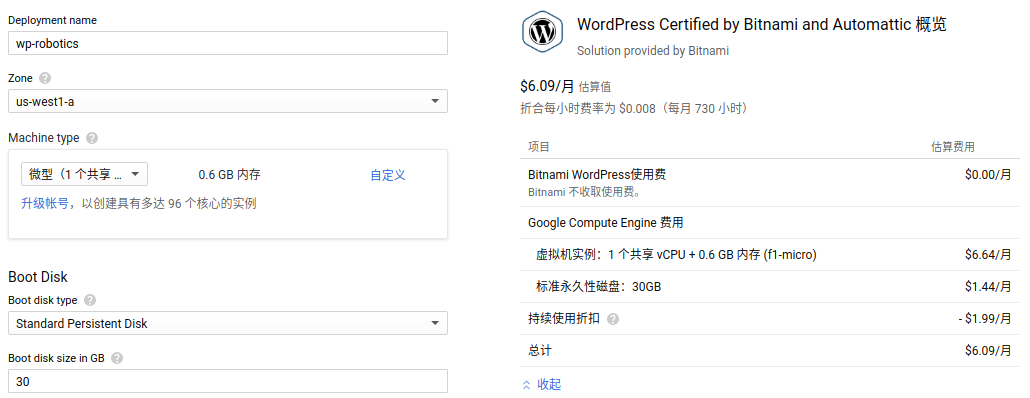 Deployment name
wp-robotics
Zone
us-west1-a
Machine type
微型（1 个共享 ...
0.6 GB 内存
自定义
升级帐号，以创建具有多达 96 个核心的实例
Boot Disk
Boot disk type
Standard Persistent Disk
Boot disk size in GB
30
WordPress Certified by Bitnami and Automattic 概览
Solution provided by Bitnami
$6.09/月 估算值
折合每小时费率为 $0.008（每月 730 小时）
项目 估算费用
Bitnami WordPress使用费 $0.00/月
Bitnami 不收取使用费。
Google Compute Engine 费用
虚拟机实例：1 个共享 vCPU + 0.6 GB 内存 (f1-micro) $6.64/月
标准永久性磁盘：30GB $1.44/月
持续使用折扣 - $1.99/月
总计 $6.09/月
收起